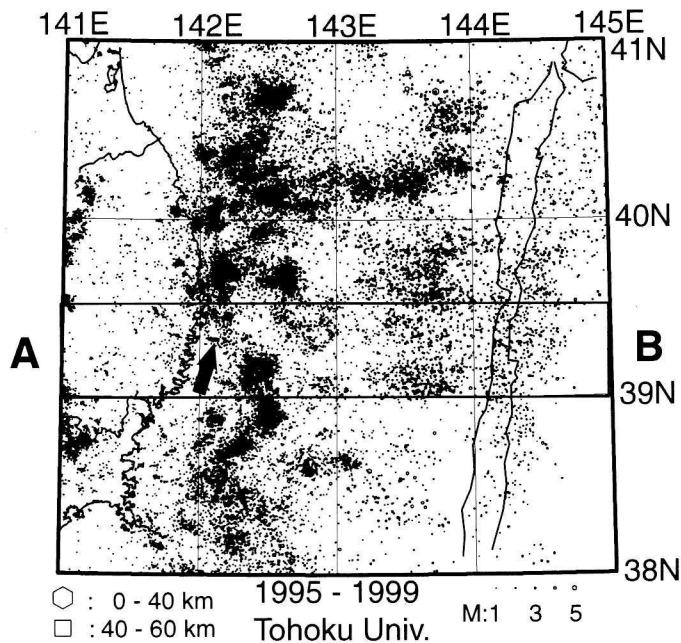 141E 142E 143E 144E 145E
41N
40N
A B
39N
38N
: 0 - 40 km
: 40 - 60 km
1995 - 1999
Tohoku Univ.
M:1 3 5